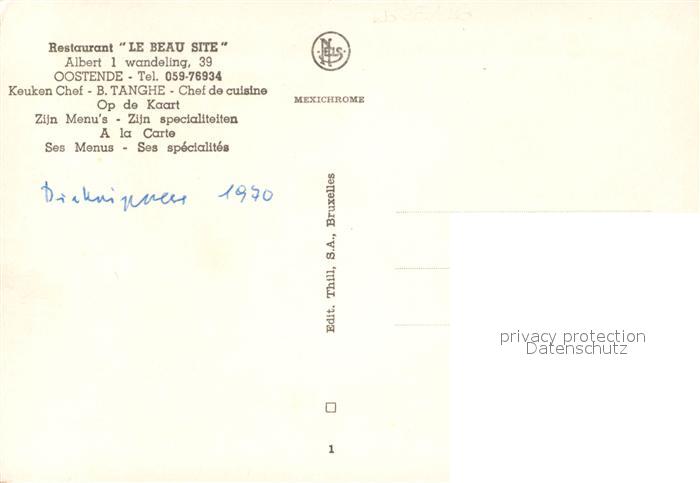 Restaurant "LE BEAU SITE"
Albert 1 wandeling, 39
OOSTENDE - Tel. 059-76934
Keuken Chef - B. TANGHE - Chef de cuisine
Op de Kaart
Zijn Menu's - Zijn specialiteiten
A la Carte
Ses Menus - Ses spécialités
1970
NELS
MEXICHROME
Edit. Thill, S.A., Bruxelles
1
privacy protection
Datenschutz